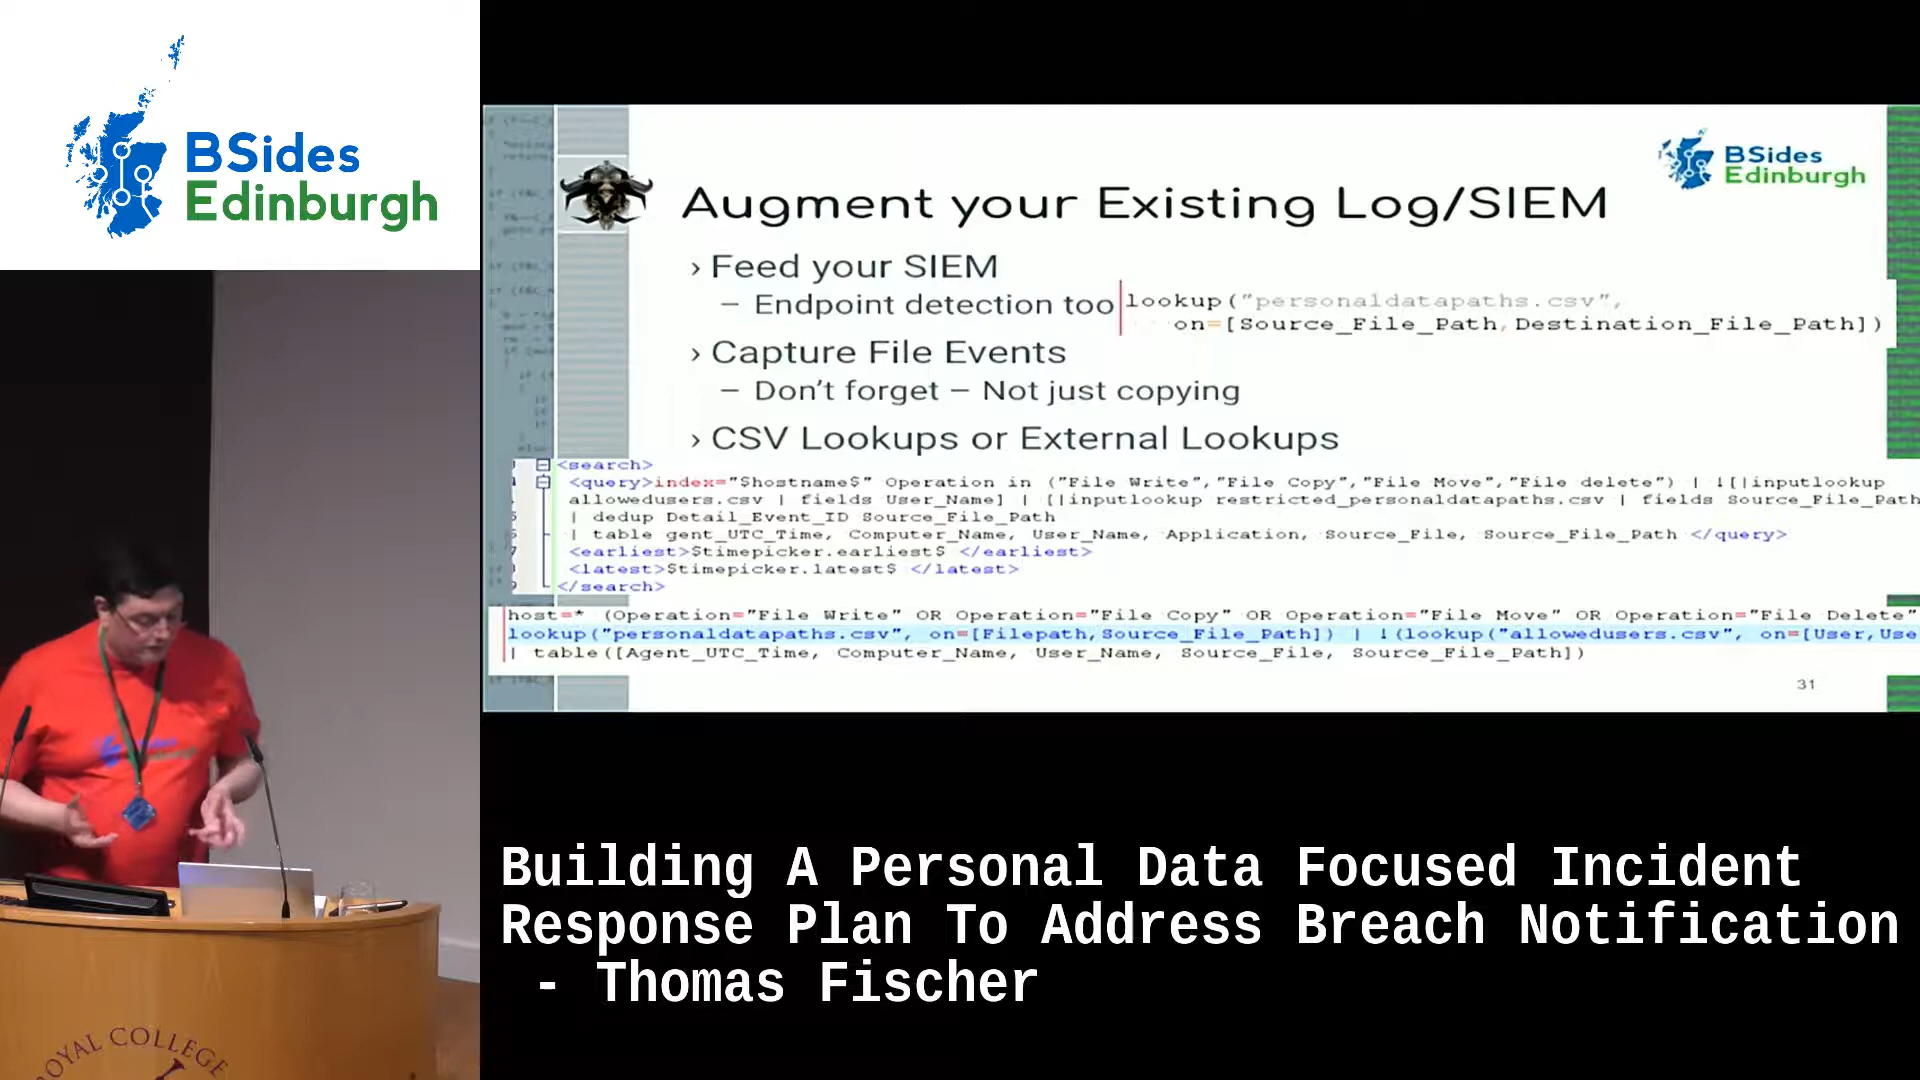 BSides
Edinburgh
BSides
Edinburgh
Augment your Existing Log/SIEM
› Feed your SIEM
– Endpoint detection too
lookup("personaldatapaths.csv",
on=[Source_File_Path,Destination_File_Path])
› Capture File Events
– Don't forget – Not just copying
› CSV Lookups or External Lookups
<search>
<query>index="$hostname$" Operation in ("File Write","File Copy","File Move","File delete") | ![|inputlookup
allowedusers.csv | fields User_Name] | [|inputlookup restricted_personaldatapaths.csv | fields Source_File_Path
| dedup Detail_Event_ID Source_File_Path
| table gent_UTC_Time, Computer_Name, User_Name, Application, Source_File, Source_File_Path </query>
<earliest>$timepicker.earliest$ </earliest>
<latest>$timepicker.latest$ </latest>
</search>
host=* (Operation="File Write" OR Operation="File Copy" OR Operation="File Move" OR Operation="File Delete"
lookup("personaldatapaths.csv", on=[Filepath,Source_File_Path]) | !(lookup("allowedusers.csv", on=[User,Use
| table([Agent_UTC_Time, Computer_Name, User_Name, Source_File, Source_File_Path])
31
Building A Personal Data Focused Incident
Response Plan To Address Breach Notification
- Thomas Fischer
ROYAL COLLEGE